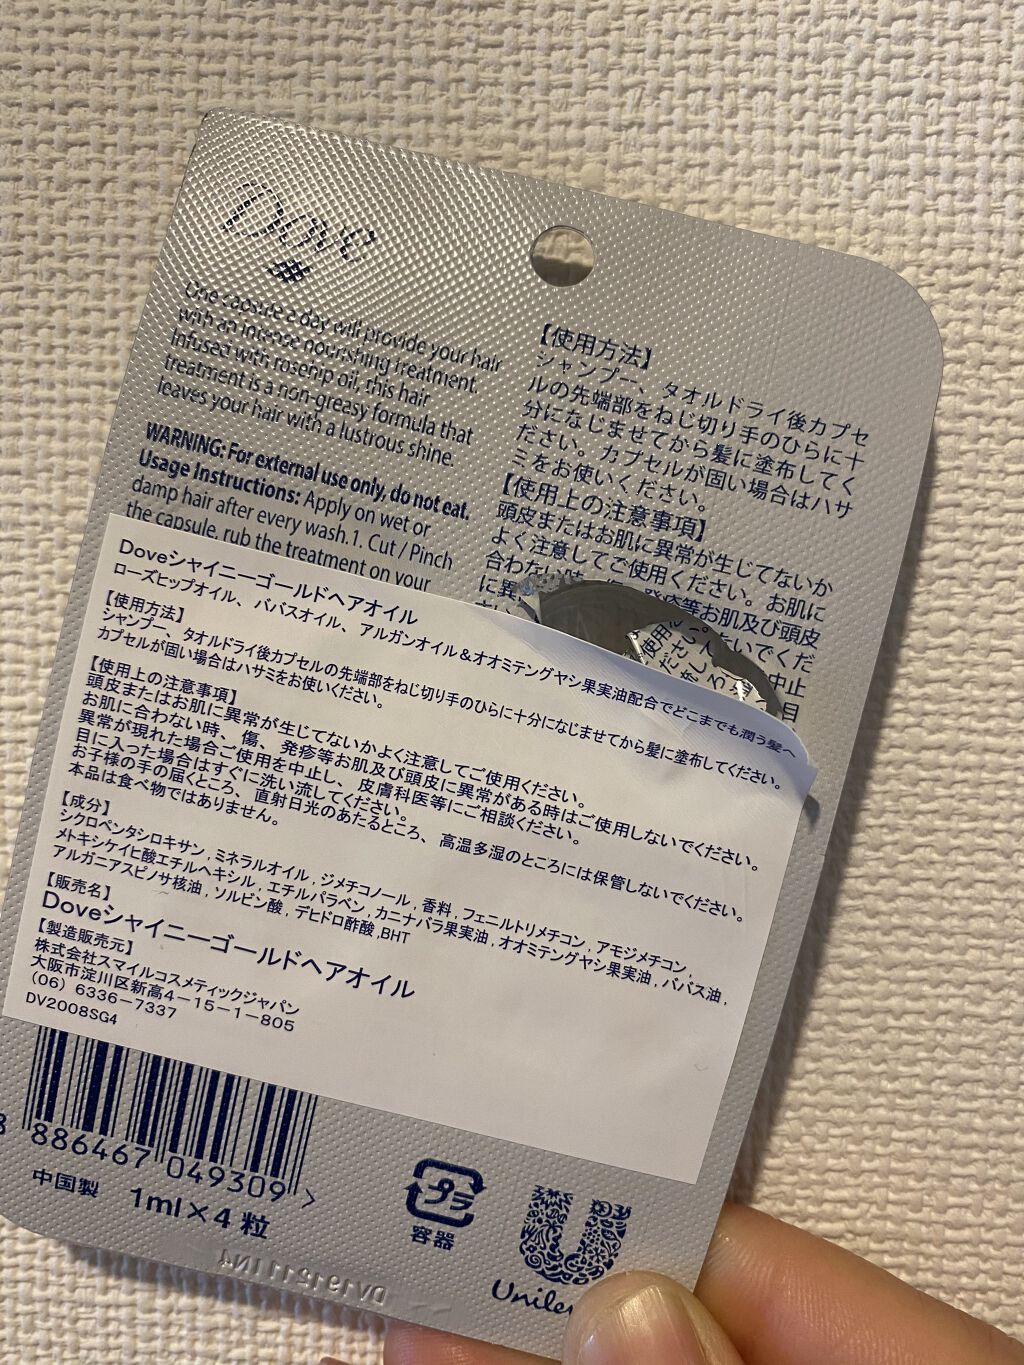 Dove
One capsule a day will provide your hair
with an intense nourishing treatment.
Infused with rosehip oil, this hair
treatment is a non-greasy formula that
leaves your hair with a lustrous shine.
WARNING: For external use only, do not eat.
Usage Instructions: Apply on wet or
damp hair after every wash.1. Cut / Pinch
the capsule, rub the treatment on your
【使用方法】
シャンプー、タオルドライ後カプセ
ルの先端部をねじ切り手のひらに十
分になじませてから髪に塗布してく
ださい。カプセルが固い場合はハサ
ミをお使いください。
【使用上の注意事項】
頭皮またはお肌に異常が生じてないか
よく注意してご使用ください。お肌に
合わない時、
等お肌及び頭皮
に異
いでくだ
中止
目
Doveシャイニーゴールドヘアオイル
ローズヒップオイル、ババスオイル、アルガンオイル＆オオミテングヤシ果実油配合でどこまでも潤う髪へ
【使用方法】
シャンプー、タオルドライ後カプセルの先端部をねじ切り手のひらに十分になじませてから髪に塗布してください。
カプセルが固い場合はハサミをお使いください。
【使用上の注意事項】
頭皮またはお肌に異常が生じてないかよく注意してご使用ください。
お肌に合わない時、傷、発疹等お肌及び頭皮に異常がある時はご使用しないでください。
異常が現れた場合ご使用を中止し、皮膚科医等にご相談ください。
目に入った場合はすぐに洗い流してください。
お子様の手の届くところ、直射日光のあたるところ、高温多湿のところには保管しないでください。
本品は食べ物ではありません。
【成分】
シクロペンタシロキサン , ミネラルオイル , ジメチコノール , 香料 , フェニルトリメチコン , アモジメチコン ,
メトキシケイヒ酸エチルヘキシル , エチルパラベン , カニナバラ果実油 , オオミテングヤシ果実油 , ババス油 ,
アルガニアスピノサ核油 , ソルビン酸 , デヒドロ酢酸 ,BHT
【販売名】
Doveシャイニーゴールドヘアオイル
【製造販売元】
株式会社スマイルコスメティックジャパン
大阪市淀川区新高4－15－1－805
（06）6336－7337
DV2008SG4
8 886467 049309 >
中国製 1ml×4粒
プラ
容器
Unile
DV1912111N4